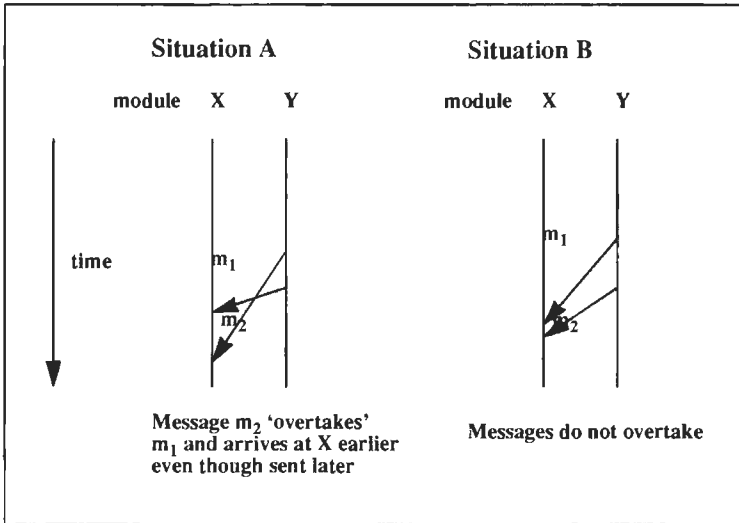 Situation A
Situation B
module X Y
module X Y
time
m1
m2
m1
m2
Message m2 ‘overtakes’
m1 and arrives at X earlier
even though sent later
Messages do not overtake